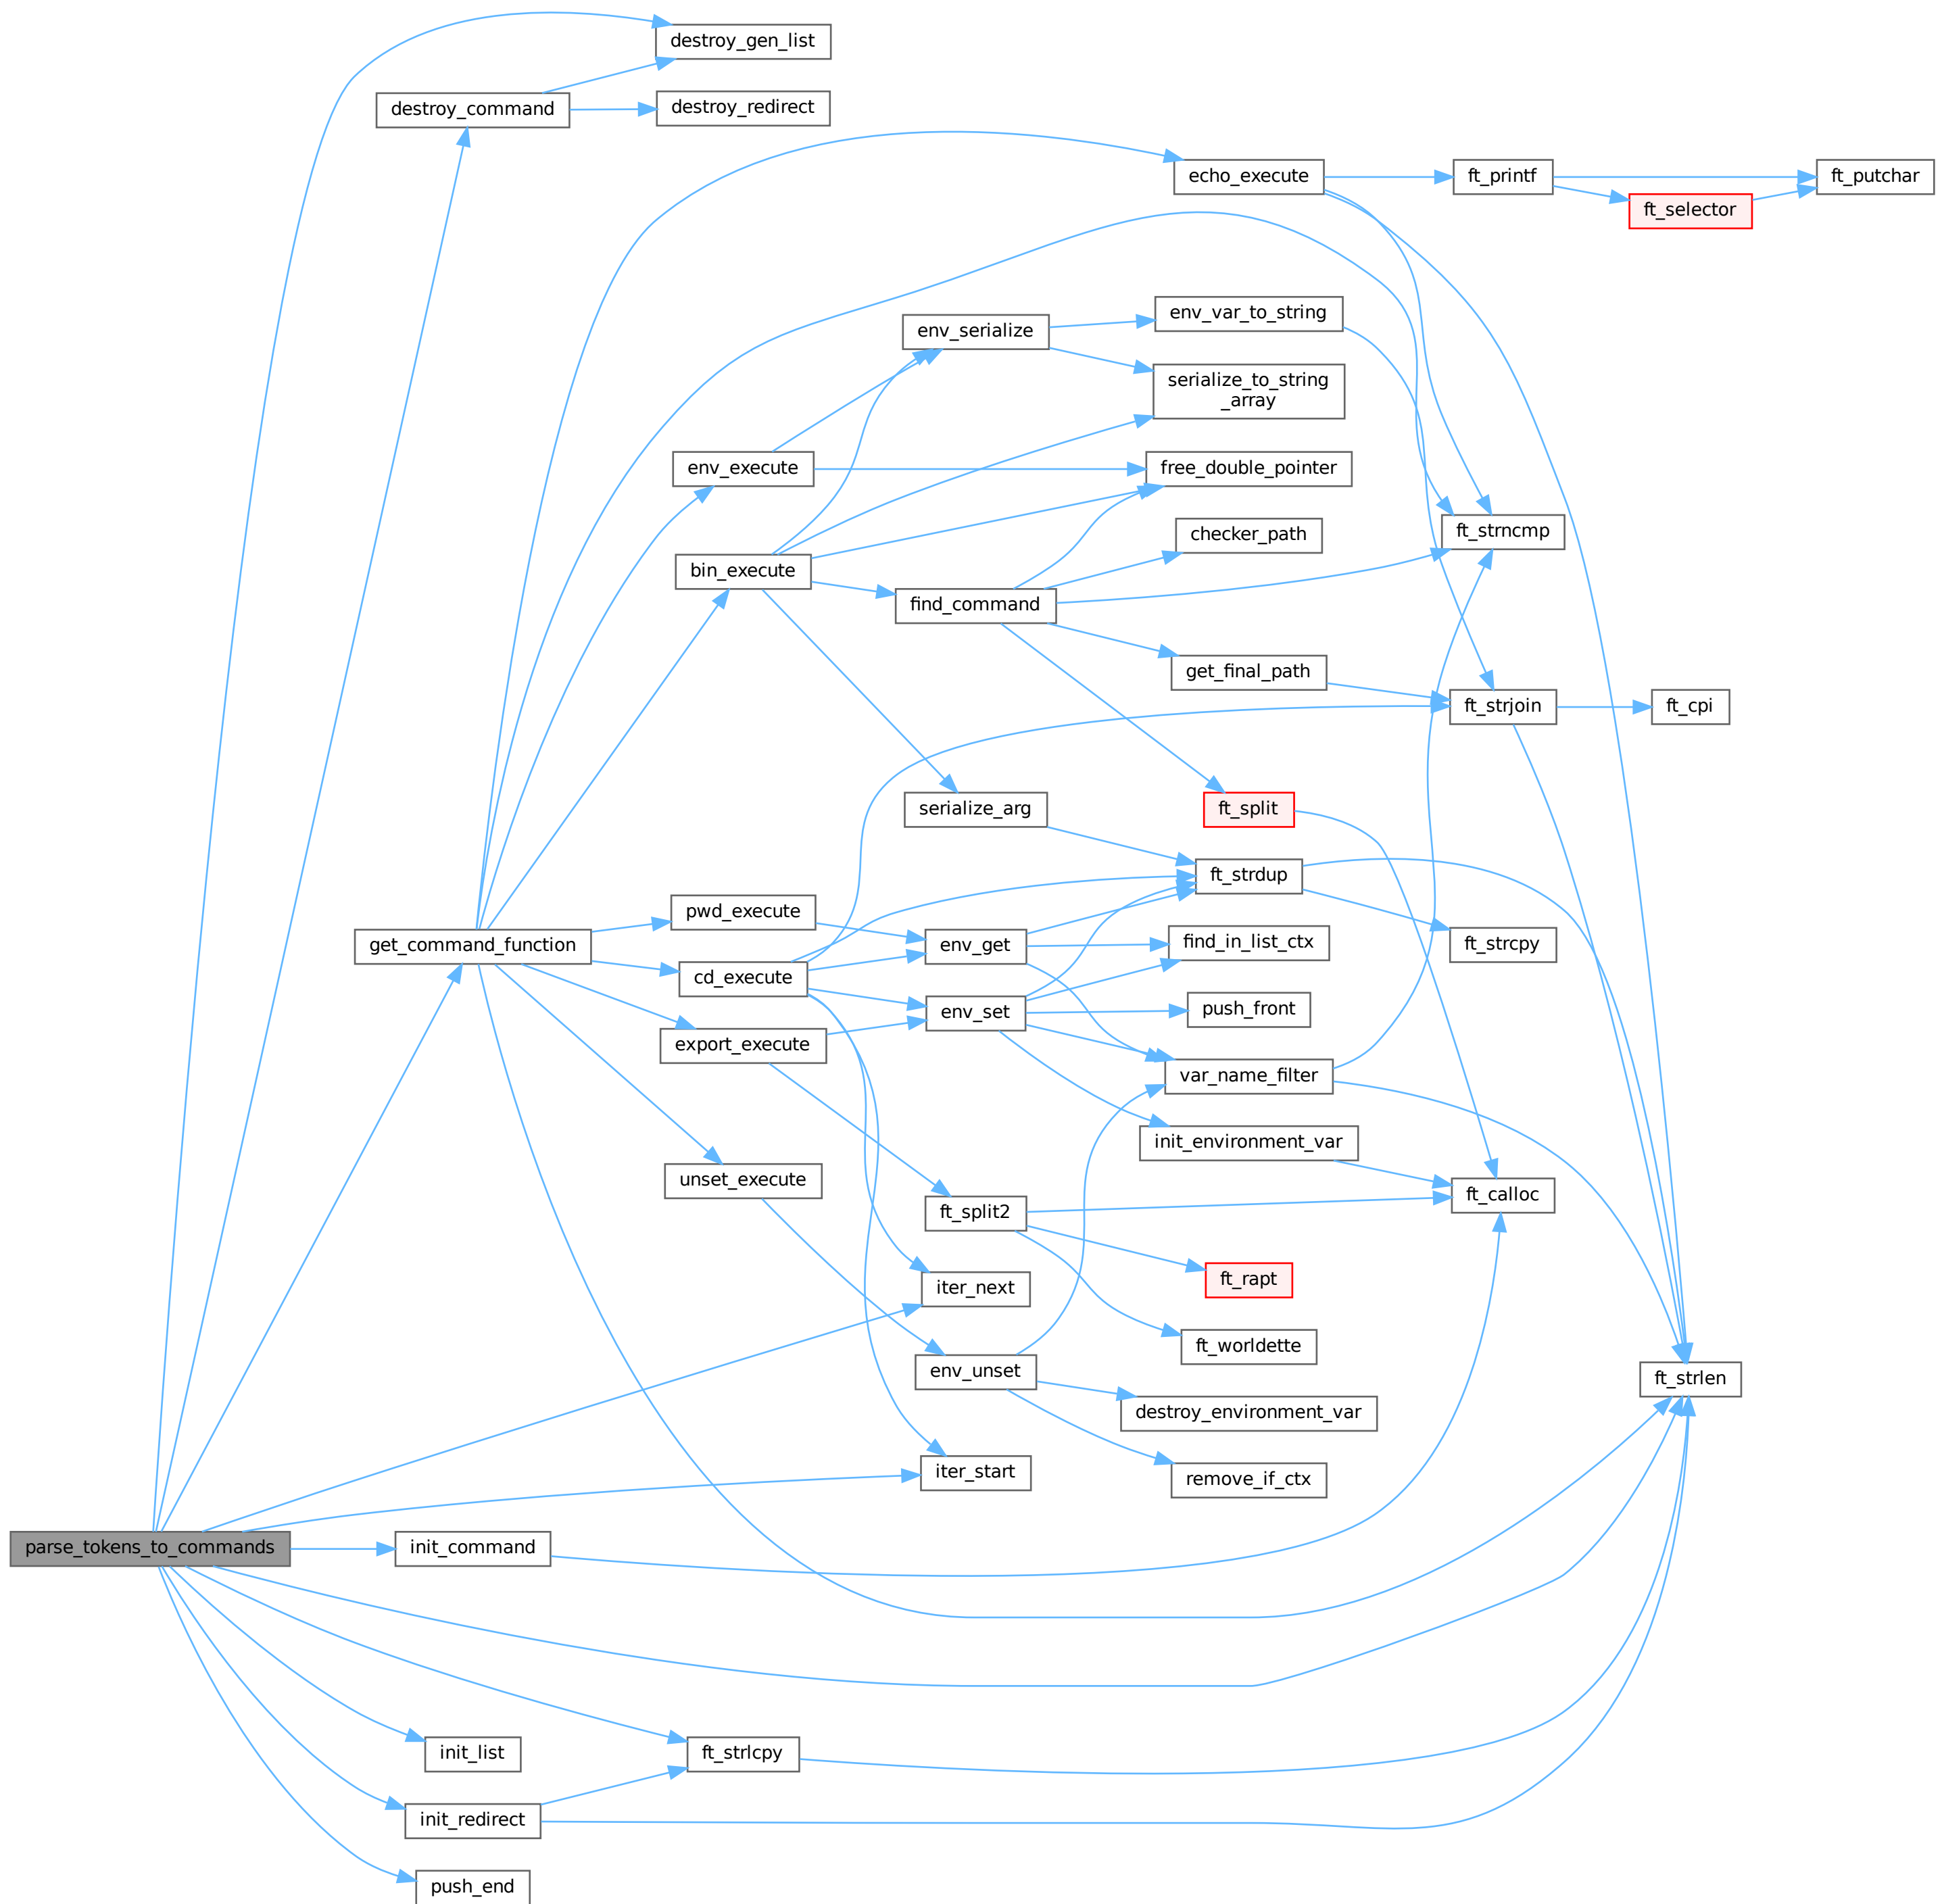 destroy_gen_list
destroy_command
destroy_redirect
echo_execute
ft_printf
ft_putchar
ft_selector
env_serialize
env_var_to_string
serialize_to_string
_array
env_execute
free_double_pointer
checker_path
ft_strncmp
bin_execute
find_command
get_final_path
ft_strjoin
ft_cpi
serialize_arg
ft_split
ft_strdup
pwd_execute
get_command_function
env_get
find_in_list_ctx
ft_strcpy
cd_execute
env_set
push_front
export_execute
var_name_filter
init_environment_var
unset_execute
ft_calloc
ft_split2
ft_rapt
iter_next
ft_worldette
env_unset
ft_strlen
destroy_environment_var
iter_start
remove_if_ctx
parse_tokens_to_commands
init_command
init_list
ft_strlcpy
init_redirect
push_end